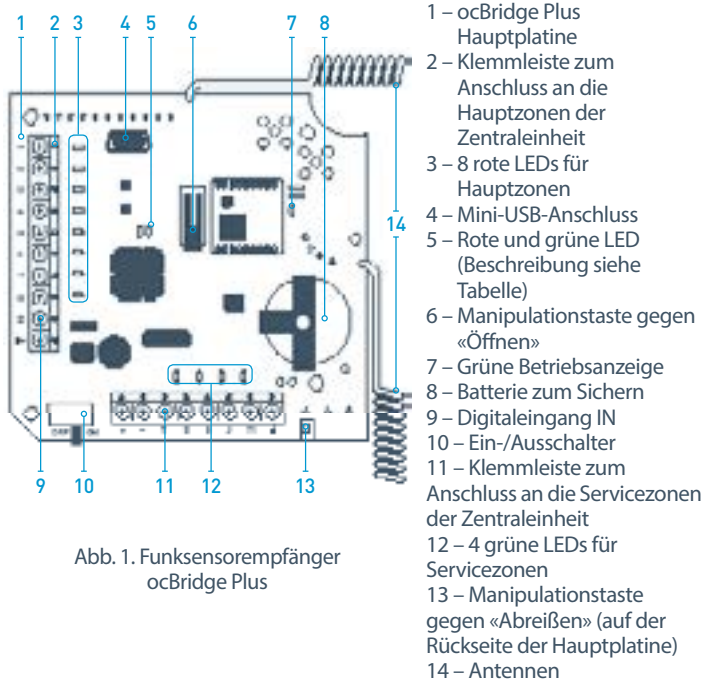 1 2 3 4 5 6 7 8
14
9 10 11 12 13
Abb. 1. Funksensorempfänger
ocBridge Plus
1 – ocBridge Plus
Hauptplatine
2 – Klemmleiste zum
Anschluss an die
Hauptzonen der
Zentraleinheit
3 – 8 rote LEDs für
Hauptzonen
4 – Mini-USB-Anschluss
5 – Rote und grüne LED
(Beschreibung siehe
Tabelle)
6 – Manipulationstaste gegen
«Öffnen»
7 – Grüne Betriebsanzeige
8 – Batterie zum Sichern
9 – Digitaleingang IN
10 – Ein-/Ausschalter
11 – Klemmleiste zum
Anschluss an die Servicezonen
der Zentraleinheit
12 – 4 grüne LEDs für
Servicezonen
13 – Manipulationstaste
gegen «Abreißen» (auf der
Rückseite der Hauptplatine)
14 – Antennen